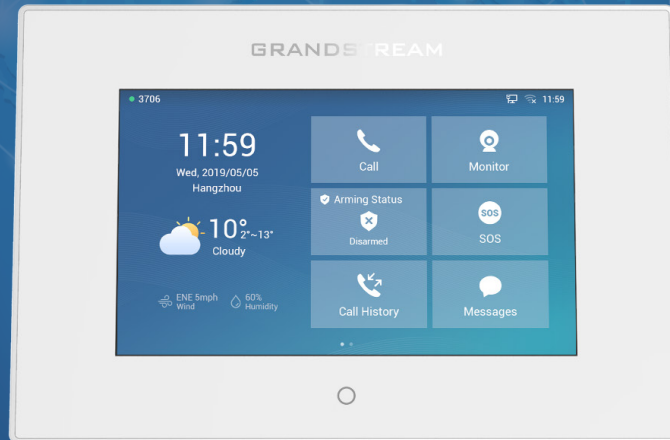 GRANDSTREAM
3706
11:59
11:59
Wed, 2019/05/05
Hangzhou
10°
2°~13°
Cloudy
ENE 5mph
Wind
60%
Humidity
Call
Monitor
Arming Status
Disarmed
SOS
SOS
Call History
Messages